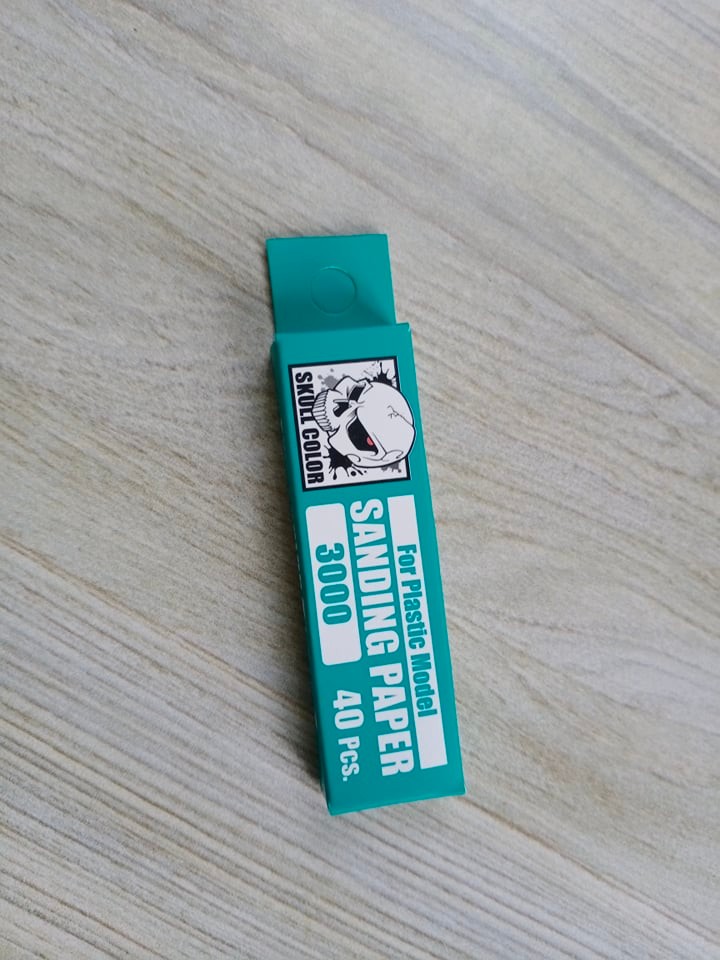 SKULL COLOR
For Plastic Model
SANDING PAPER
3000
40 PCS.